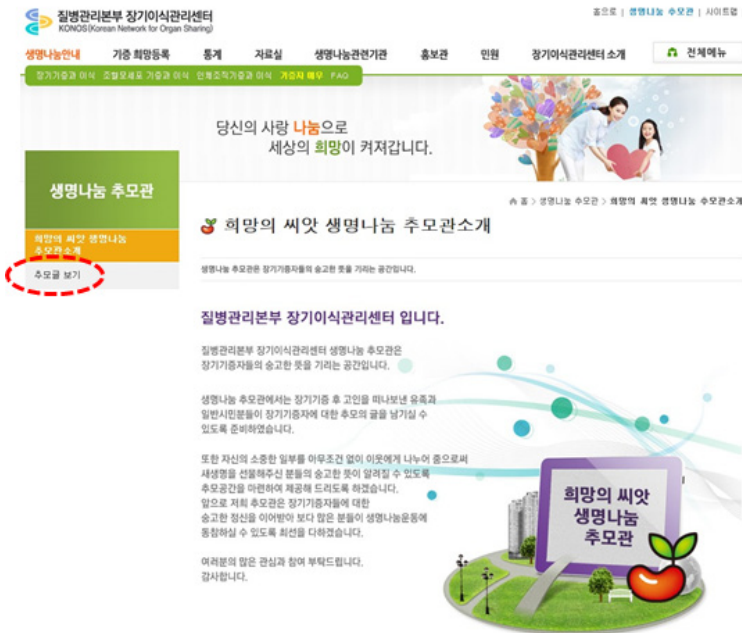 질병관리본부 장기이식관리센터
KONOS(Korean Network for Organ Sharing)
홈으로 | 생명나눔 추모관 | 사이트맵
생명나눔안내 기증 희망등록 통계 자료실 생명나눔관련기관 홍보관 민원 장기이식관리센터 소개 전체메뉴
장기기증과 이식 조혈모세포 기증과 이식 인체조직기증과 이식 기증자 예우 FAQ
당신의 사랑 나눔으로
세상의 희망이 켜져갑니다.
생명나눔 추모관
홈 > 생명나눔 추모관 > 희망의 씨앗 생명나눔 추모관소개
희망의 씨앗 생명나눔 추모관소개
희망의 씨앗 생명나눔
추모관소개
추모글 보기
생명나눔 추모관은 장기기증자들의 숭고한 뜻을 기리는 공간입니다.
질병관리본부 장기이식관리센터 입니다.
질병관리본부 장기이식관리센터 생명나눔 추모관은
장기기증자들의 숭고한 뜻을 기리는 공간입니다.
생명나눔 추모관에서는 장기기증 후 고인을 떠나보낸 유족과
일반시민분들이 장기기증자에 대한 추모의 글을 남기실 수
있도록 준비하였습니다.
또한 자신의 소중한 일부를 아무조건 없이 이웃에게 나누어 줌으로써
새생명을 선물해주신 분들의 숭고한 뜻이 알려질 수 있도록
추모공간을 마련하여 제공해 드리도록 하겠습니다.
앞으로 저희 추모관은 장기기증자들에 대한
숭고한 정신을 이어받아 보다 많은 분들이 생명나눔운동에
동참하실 수 있도록 최선을 다하겠습니다.
여러분의 많은 관심과 참여 부탁드립니다.
감사합니다.
희망의 씨앗
생명나눔
추모관